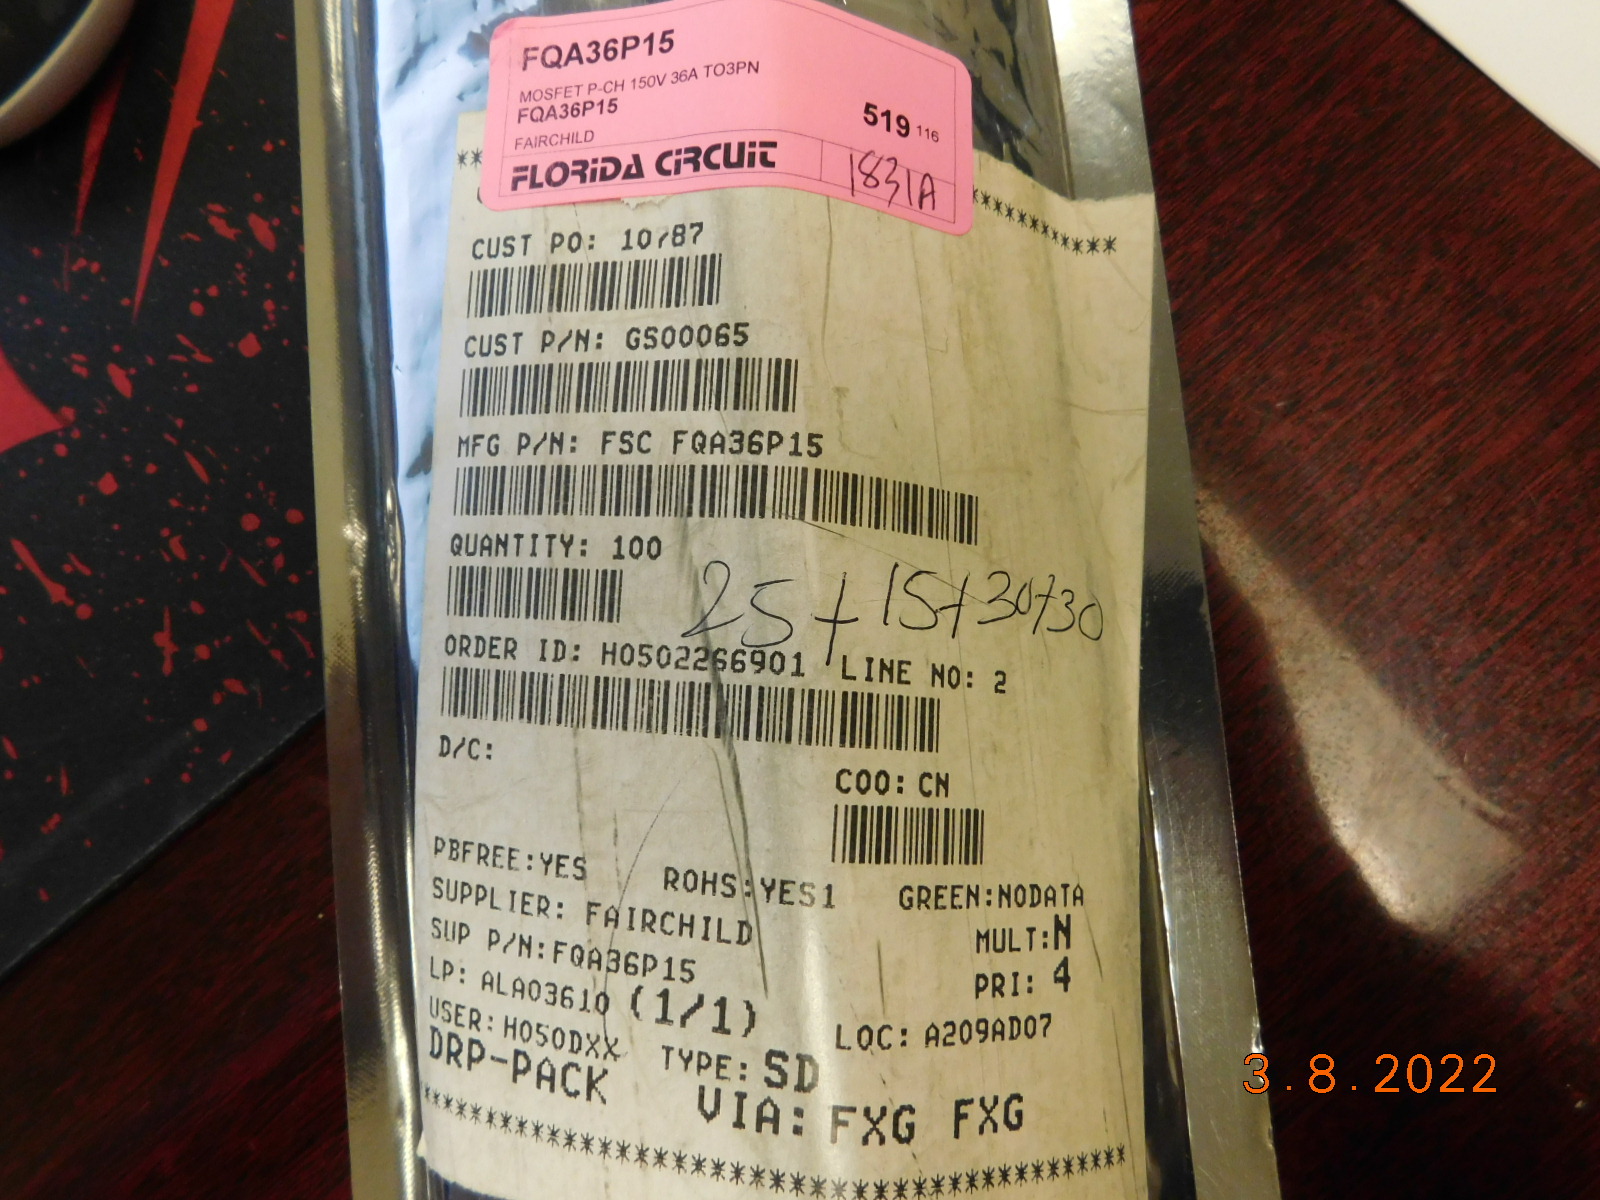 FQA36P15
MOSFET P-CH 150V 36A TO3PN
FQA36P15
519 116
FAIRCHILD
FLORIDA CIRCUIT
1831A
CUST PO: 10787
CUST P/N: GS00065
MFG P/N: FSC FQA36P15
QUANTITY: 100
25+15+30+30
ORDER ID: H0502266901 LINE NO: 2
D/C:
COO: CN
PBFREE:YES ROHS:YES1 GREEN:NODATA
SUPPLIER: FAIRCHILD MULT:N
SUP P/N:FQA36P15 PRI: 4
LP: ALA03610 (1/1) LOC: A209AD07
USER: H050DXX TYPE: SD
DRP-PACK VIA: FXG FXG
3.8.2022